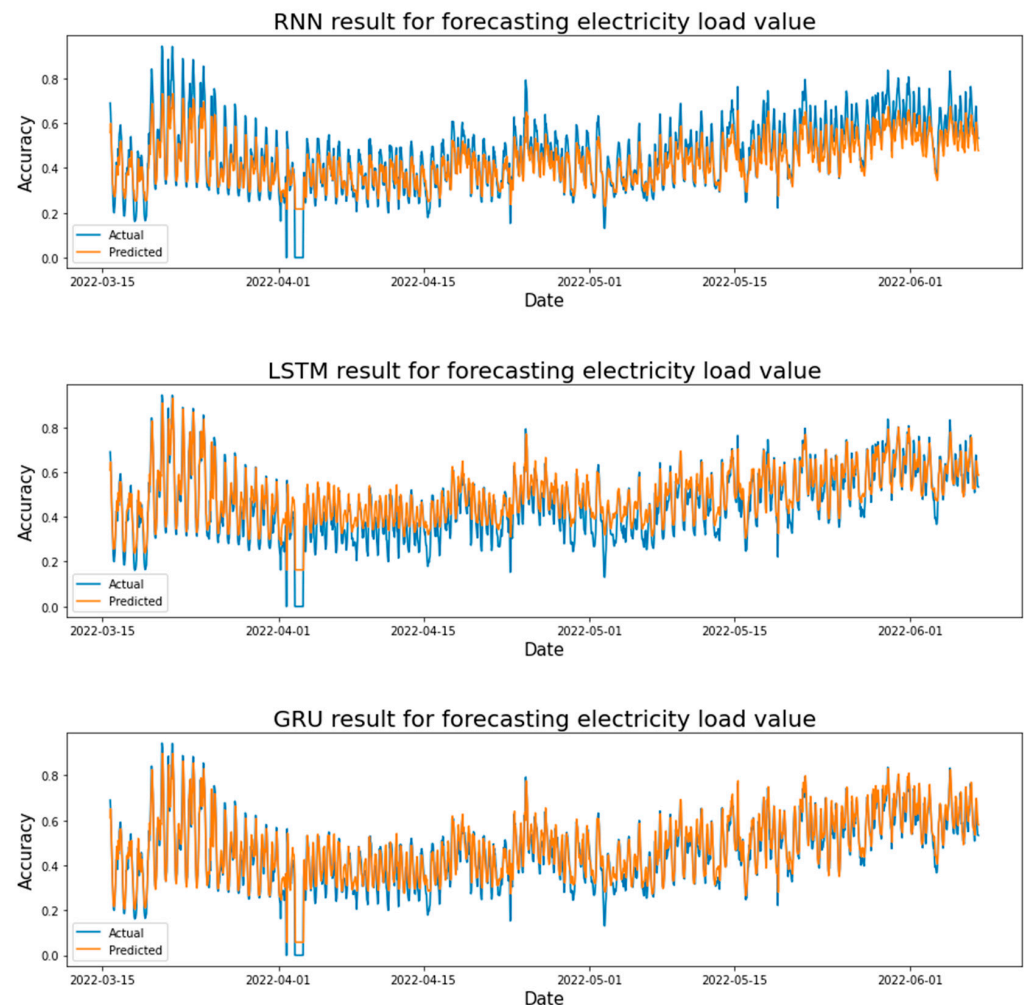 RNN result for forecasting electricity load value
Accuracy
0.8
0.6
0.4
0.2
0.0
Actual
Predicted
2022-03-15 2022-04-01 2022-04-15 2022-05-01 2022-05-15 2022-06-01
Date
LSTM result for forecasting electricity load value
Accuracy
0.8
0.6
0.4
0.2
0.0
Actual
Predicted
2022-03-15 2022-04-01 2022-04-15 2022-05-01 2022-05-15 2022-06-01
Date
GRU result for forecasting electricity load value
Accuracy
0.8
0.6
0.4
0.2
0.0
Actual
Predicted
2022-03-15 2022-04-01 2022-04-15 2022-05-01 2022-05-15 2022-06-01
Date